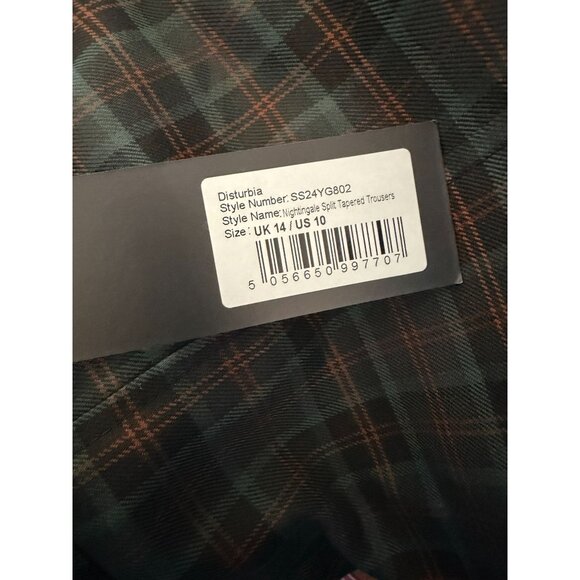 Disturbia
Style Number: SS24YG802
Style Name: Nightingale Split Tapered Trousers
Size : UK 14 / US 10
5 056650 997707